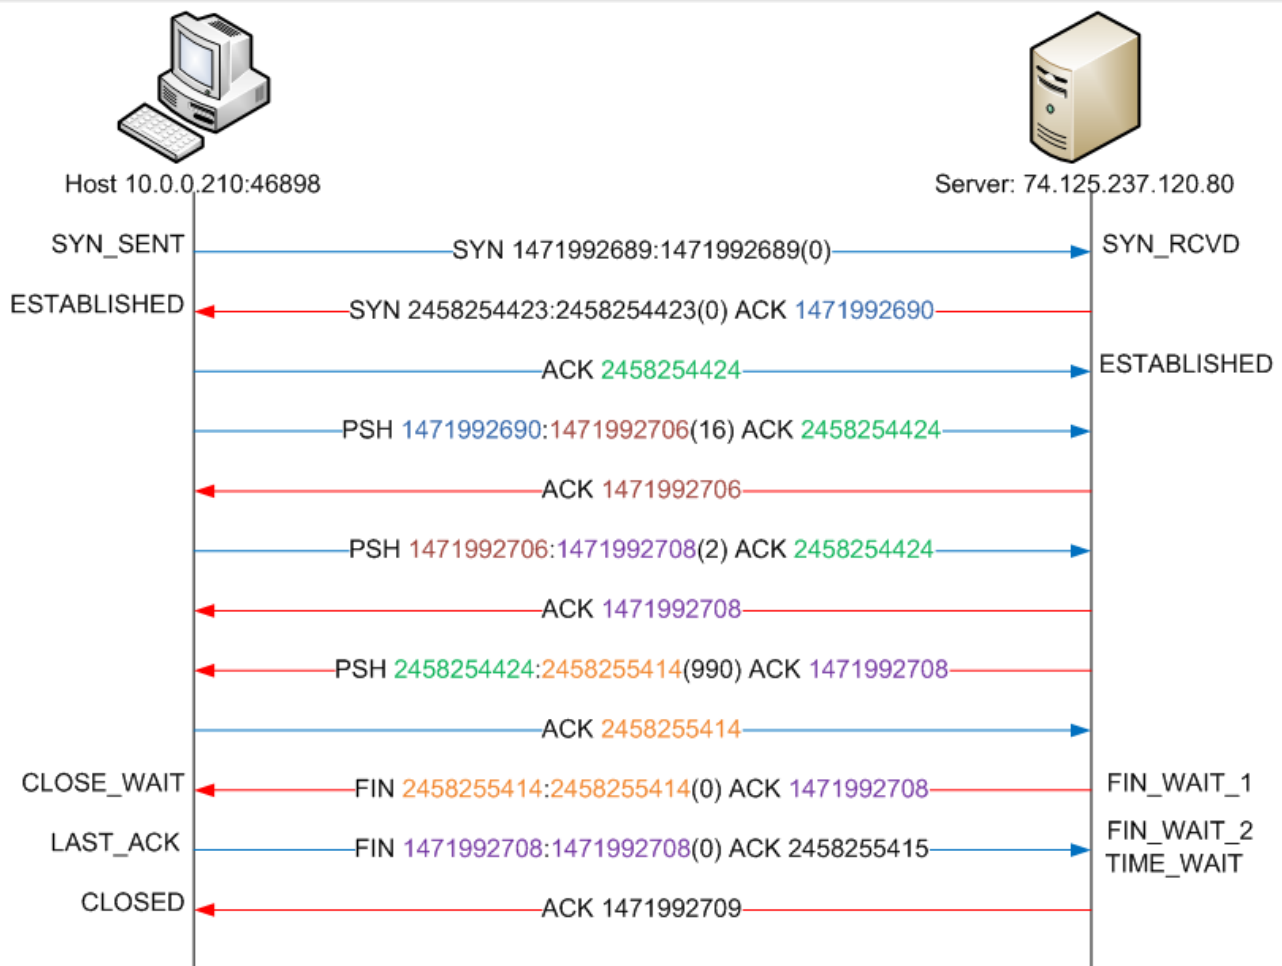 Host 10.0.0.210:46898
Server: 74.125.237.120.80
SYN_SENT
SYN 1471992689:1471992689(0)
SYN_RCVD
ESTABLISHED
SYN 2458254423:2458254423(0) ACK 1471992690
ACK 2458254424
ESTABLISHED
PSH 1471992690:1471992706(16) ACK 2458254424
ACK 1471992706
PSH 1471992706:1471992708(2) ACK 2458254424
ACK 1471992708
PSH 2458254424:2458255414(990) ACK 1471992708
ACK 2458255414
CLOSE_WAIT
FIN 2458255414:2458255414(0) ACK 1471992708
FIN_WAIT_1
LAST_ACK
FIN 1471992708:1471992708(0) ACK 2458255415
FIN_WAIT_2
TIME_WAIT
CLOSED
ACK 1471992709